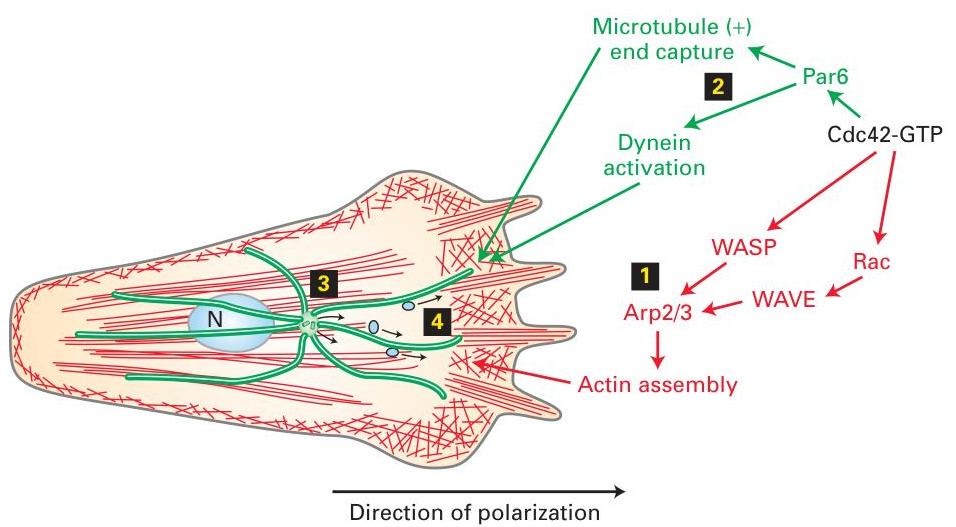 Microtubule (+)
end capture
Par6
2
Cdc42-GTP
Dynein
activation
WASP
Rac
1
3
WAVE
Arp2/3
N
4
Actin assembly
Direction of polarization